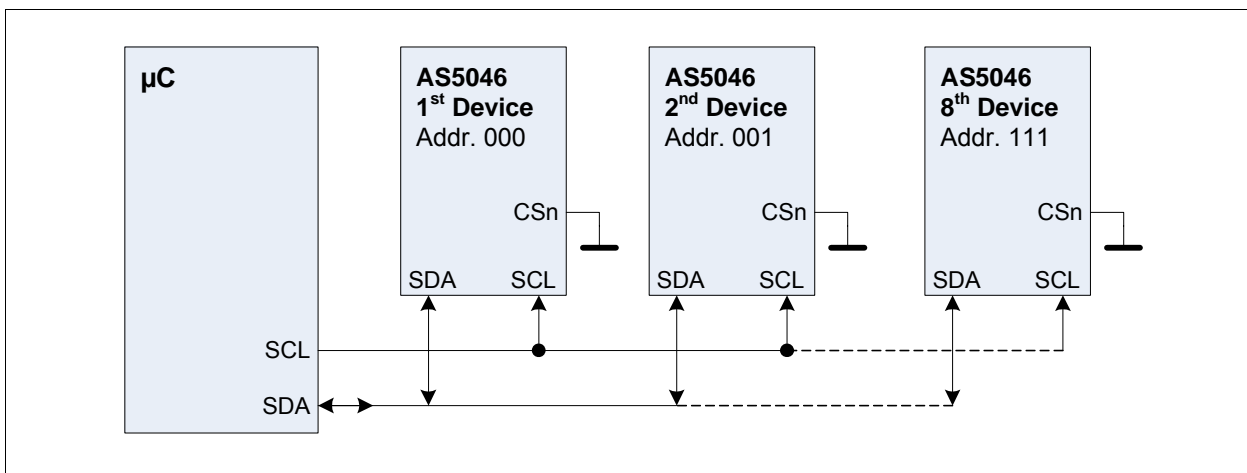 µC
AS5046
1st Device
Addr. 000
CSn
SDA SCL
AS5046
2nd Device
Addr. 001
CSn
SDA SCL
AS5046
8th Device
Addr. 111
CSn
SDA SCL
SCL
SDA